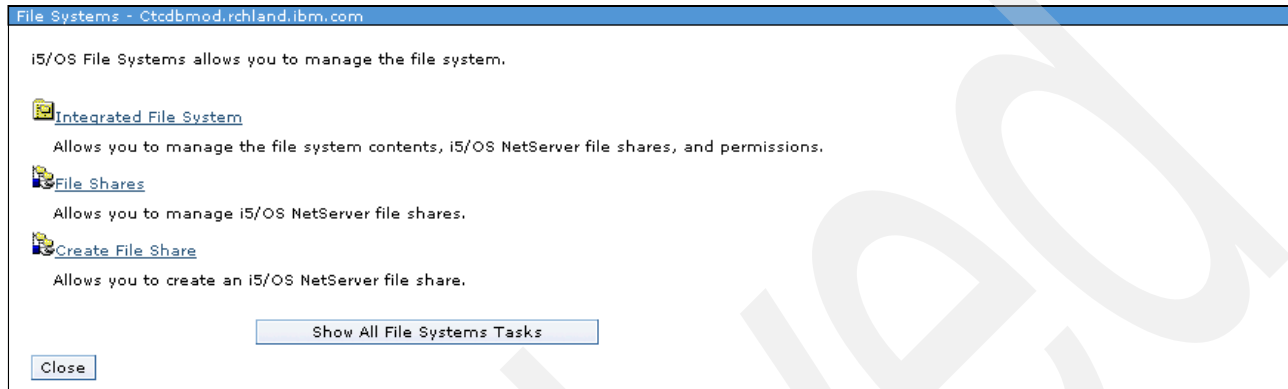 File Systems - Ctcdbmod.rchland.ibm.com
i5/OS File Systems allows you to manage the file system.
Integrated File System
Allows you to manage the file system contents, i5/OS NetServer file shares, and permissions.
File Shares
Allows you to manage i5/OS NetServer file shares.
Create File Share
Allows you to create an i5/OS NetServer file share.
Show All File Systems Tasks
Close